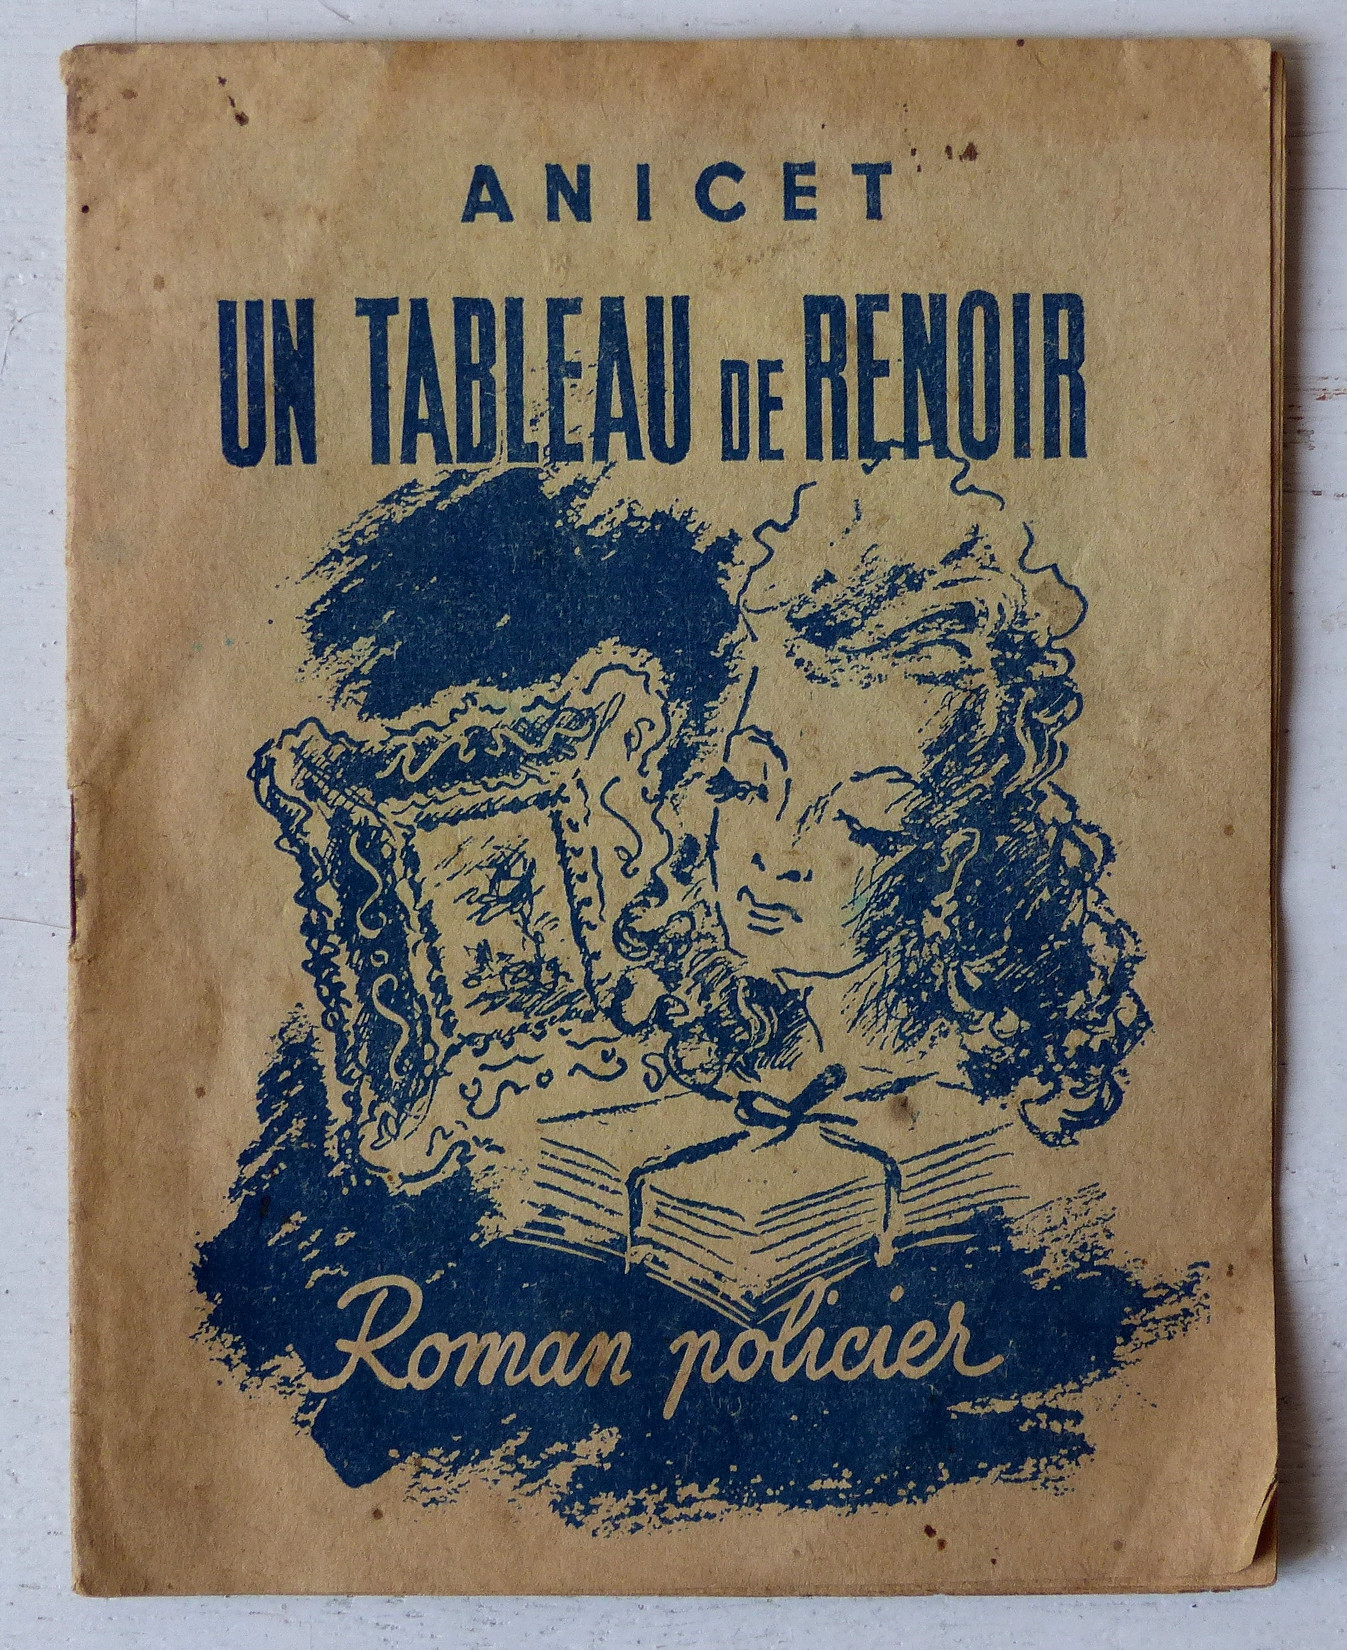 ANICET
UN TABLEAU DE RENOIR
Roman policier